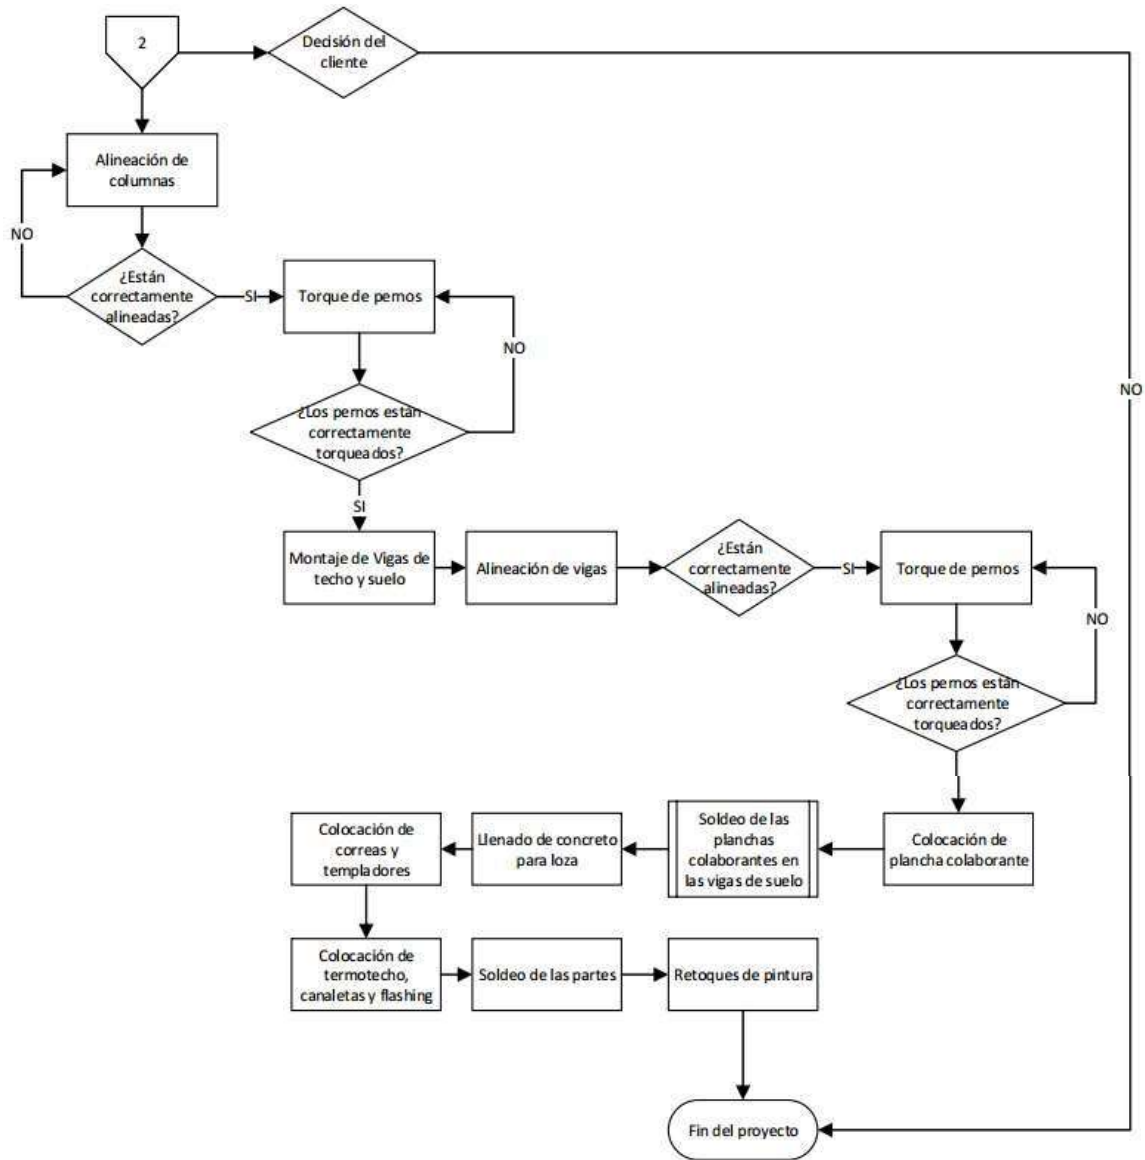 2
Decisión del
cliente
Alineación de
columnas
NO
¿Están
correctamente
alineadas?
SI
Torque de pernos
NO
¿Los pernos están
correctamente
torqueados?
NO
SI
Montaje de Vigas de
techo y suelo
Alineación de vigas
¿Están
correctamente
alineadas?
SI
Torque de pernos
NO
¿Los pernos están
correctamente
torqueados?
Colocación de
correas y
templadores
Llenado de concreto
para loza
Soldeo de las
planchas
colaborantes en
las vigas de suelo
Colocación de
plancha colaborante
Colocación de
termotecho,
canaletas y flashing
Soldeo de las partes
Retoques de pintura
Fin del proyecto